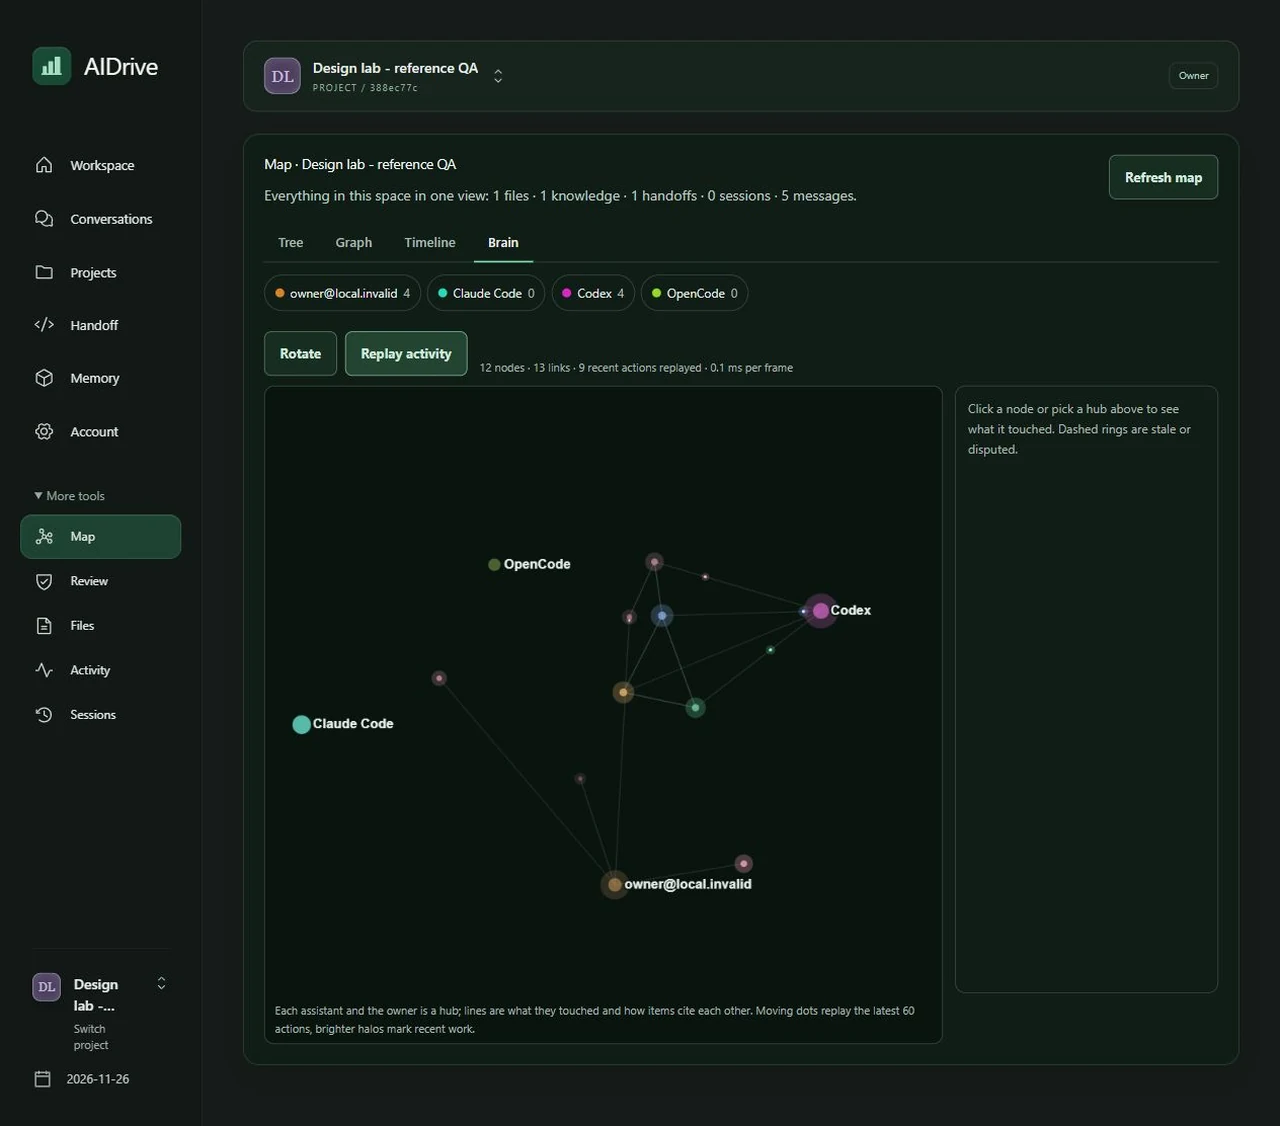 AIDrive
Workspace
Conversations
Projects
Handoff
Memory
Account
▼ More tools
Map
Review
Files
Activity
Sessions
DL
Design
lab -...
Switch
project
2026-11-26
DL
Design lab - reference QA
PROJECT / 388ec77c
Owner
Map · Design lab - reference QA
Everything in this space in one view: 1 files · 1 knowledge · 1 handoffs · 0 sessions · 5 messages.
Refresh map
Tree Graph Timeline Brain
owner@local.invalid 4 Claude Code 0 Codex 4 OpenCode 0
Rotate Replay activity 12 nodes · 13 links · 9 recent actions replayed · 0.1 ms per frame
OpenCode
Codex
Claude Code
owner@local.invalid
Each assistant and the owner is a hub; lines are what they touched and how items cite each other. Moving dots replay the latest 60
actions, brighter halos mark recent work.
Click a node or pick a hub above to see
what it touched. Dashed rings are stale or
disputed.